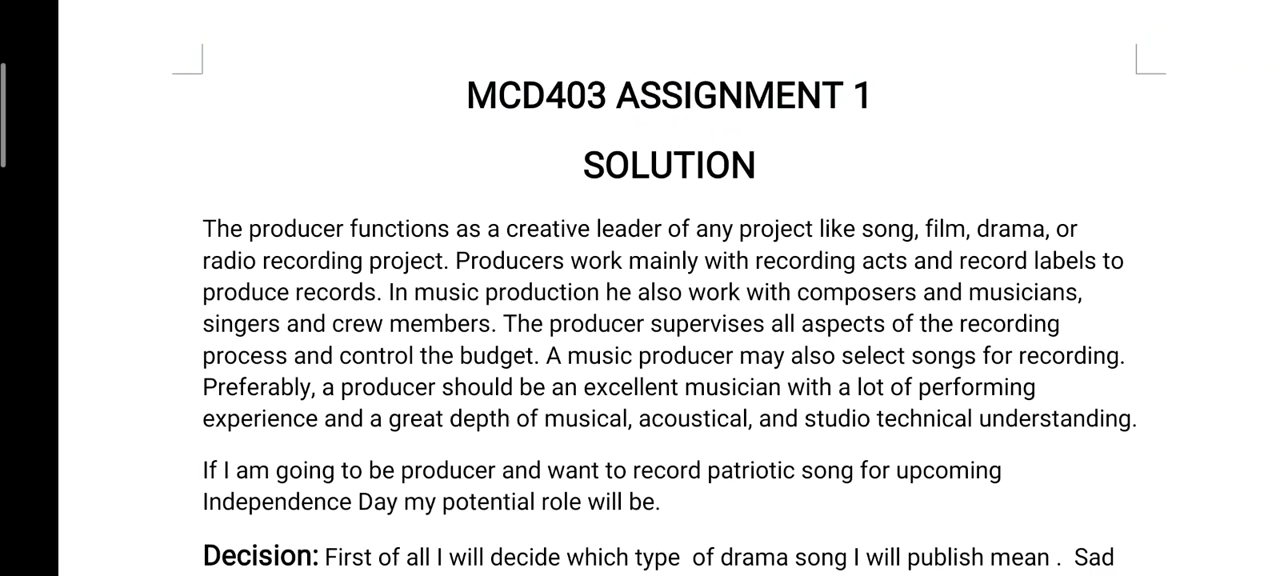 MCD403 ASSIGNMENT 1
SOLUTION
The producer functions as a creative leader of any project like song, film, drama, or
radio recording project. Producers work mainly with recording acts and record labels to
produce records. In music production he also work with composers and musicians,
singers and crew members. The producer supervises all aspects of the recording
process and control the budget. A music producer may also select songs for recording.
Preferably, a producer should be an excellent musician with a lot of performing
experience and a great depth of musical, acoustical, and studio technical understanding.
If I am going to be producer and want to record patriotic song for upcoming
Independence Day my potential role will be.
Decision: First of all I will decide which type  of drama song I will publish mean .  Sad